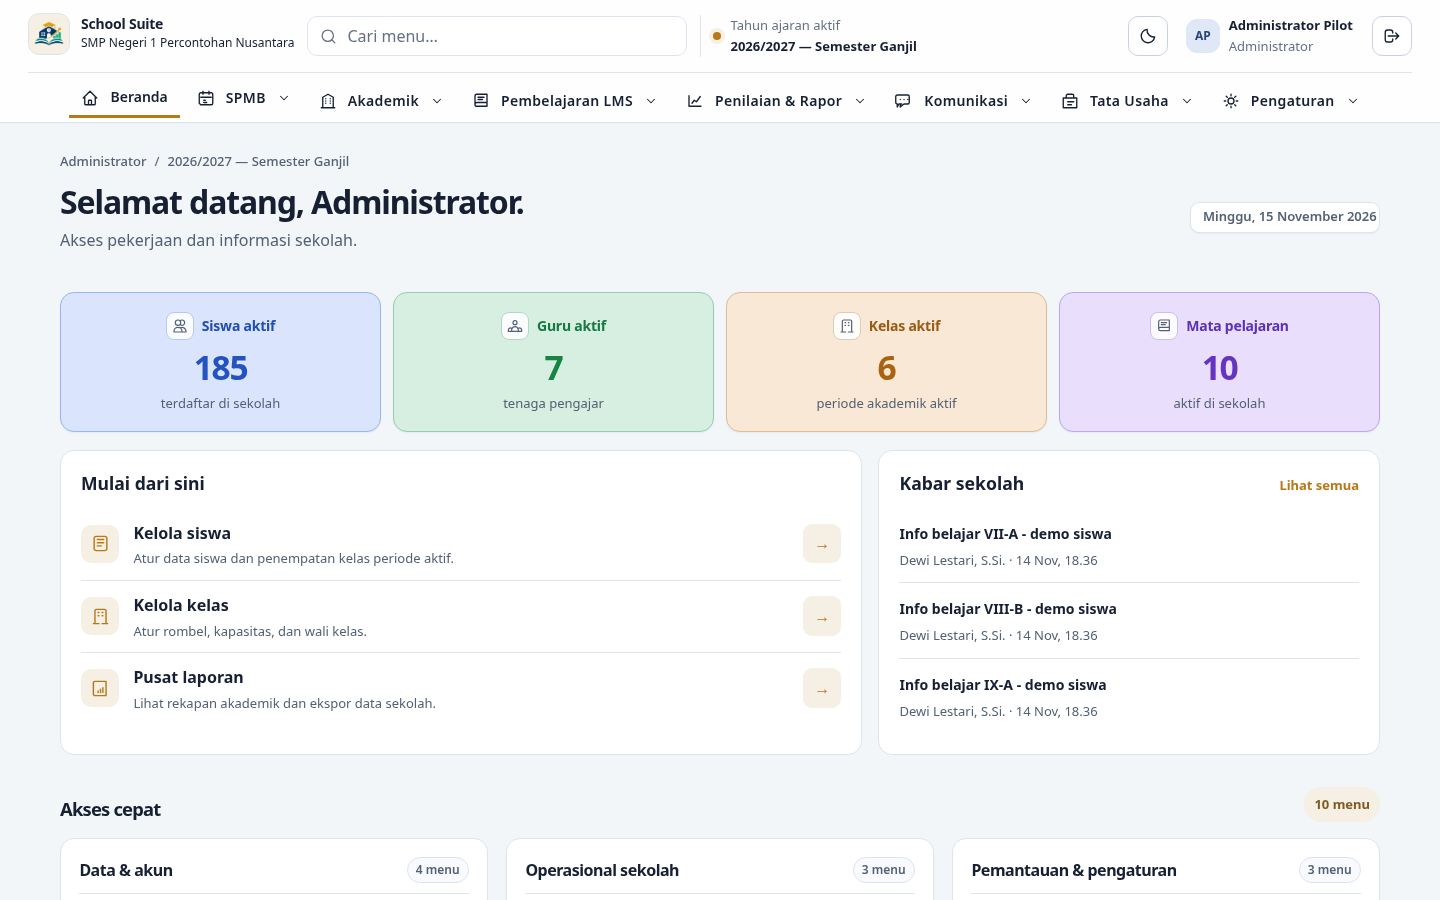 School Suite
SMP Negeri 1 Percontohan Nusantara
Cari menu...
Tahun ajaran aktif
2026/2027 — Semester Ganjil
AP
Administrator Pilot
Administrator
Beranda
SPMB
Akademik
Pembelajaran LMS
Penilaian & Rapor
Komunikasi
Tata Usaha
Pengaturan
Administrator / 2026/2027 — Semester Ganjil
Selamat datang, Administrator.
Akses pekerjaan dan informasi sekolah.
Minggu, 15 November 2026
Siswa aktif
185
terdaftar di sekolah
Guru aktif
7
tenaga pengajar
Kelas aktif
6
periode akademik aktif
Mata pelajaran
10
aktif di sekolah
Mulai dari sini
Kelola siswa
Atur data siswa dan penempatan kelas periode aktif.
→
Kelola kelas
Atur rombel, kapasitas, dan wali kelas.
→
Pusat laporan
Lihat rekapan akademik dan ekspor data sekolah.
→
Kabar sekolah
Lihat semua
Info belajar VII-A - demo siswa
Dewi Lestari, S.Si. · 14 Nov, 18.36
Info belajar VIII-B - demo siswa
Dewi Lestari, S.Si. · 14 Nov, 18.36
Info belajar IX-A - demo siswa
Dewi Lestari, S.Si. · 14 Nov, 18.36
Akses cepat
10 menu
Data & akun
4 menu
Operasional sekolah
3 menu
Pemantauan & pengaturan
3 menu